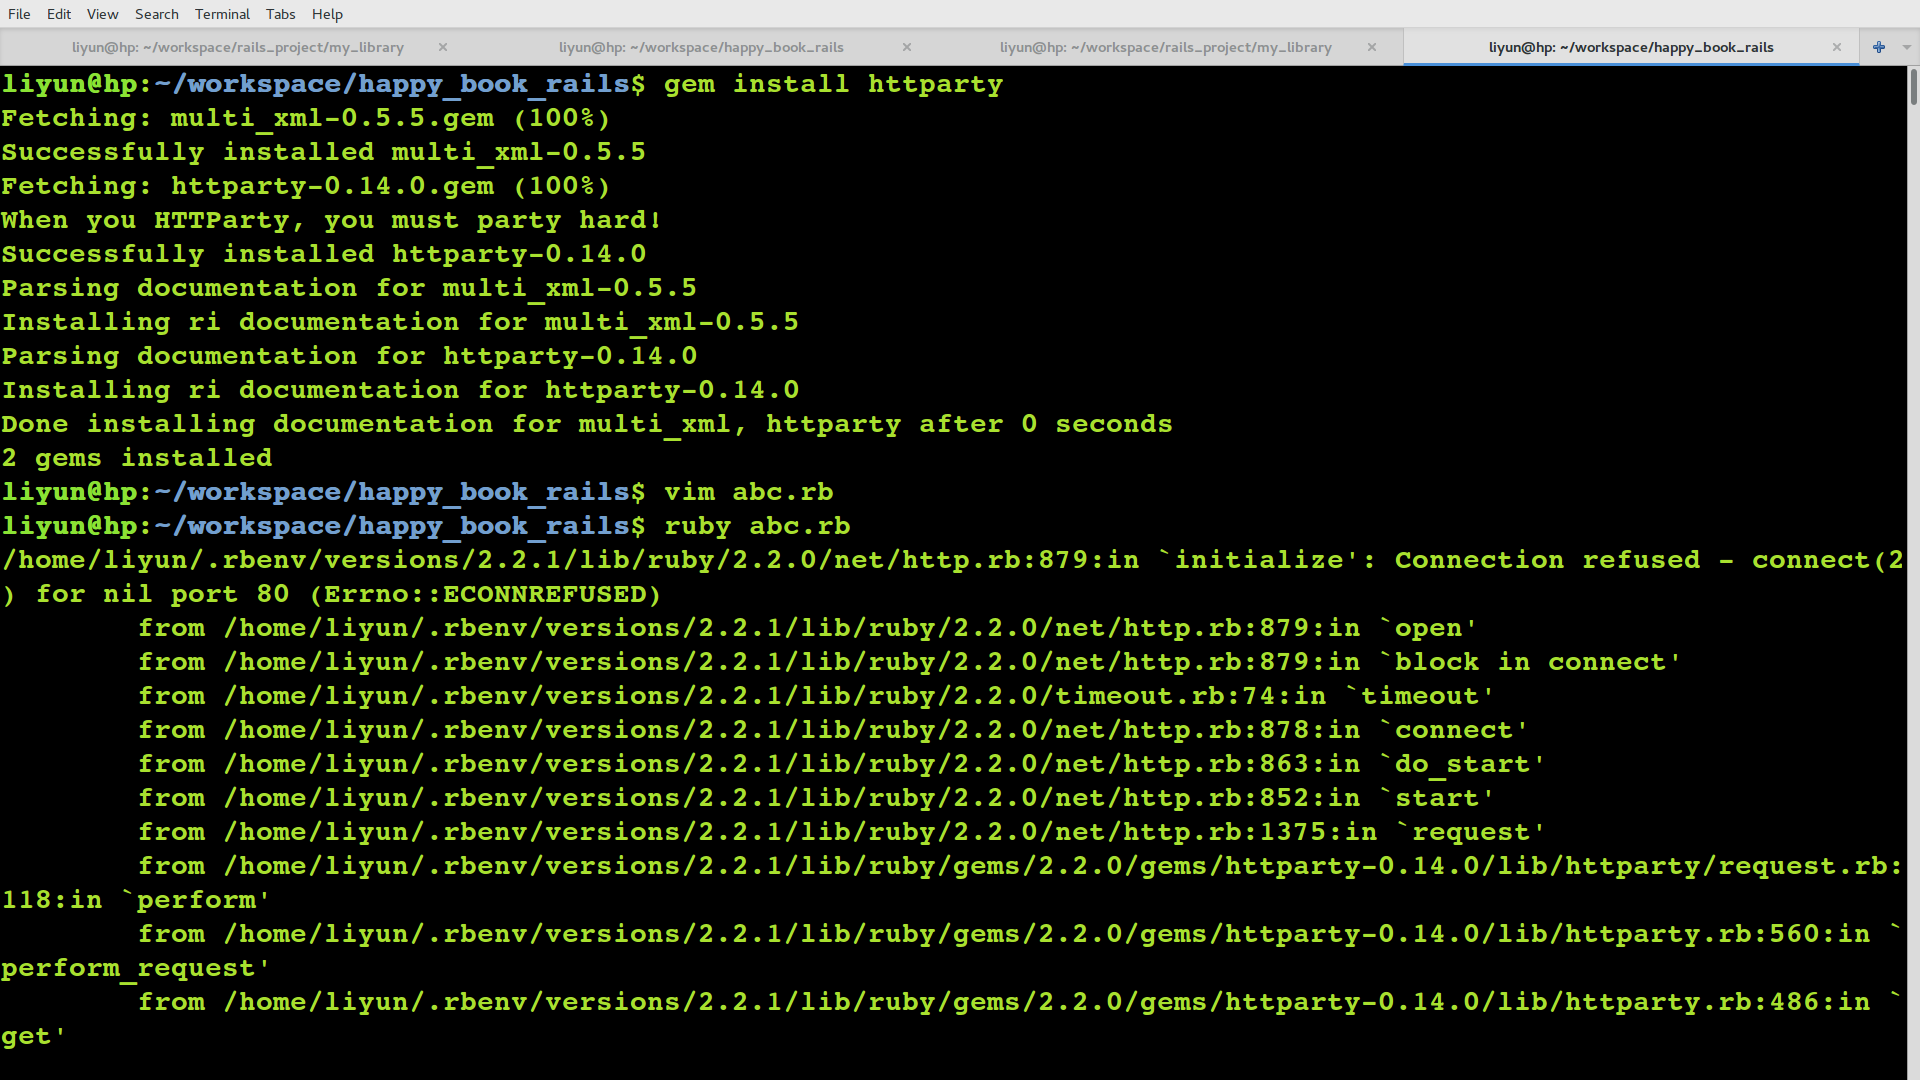 File Edit View Search Terminal Tabs Help
liyun@hp: ~/workspace/rails_project/my_library × liyun@hp: ~/workspace/happy_book_rails × liyun@hp: ~/workspace/rails_project/my_library × liyun@hp: ~/workspace/happy_book_rails ×
liyun@hp:~/workspace/happy_book_rails$ gem install httparty
Fetching: multi_xml-0.5.5.gem (100%)
Successfully installed multi_xml-0.5.5
Fetching: httparty-0.14.0.gem (100%)
When you HTTParty, you must party hard!
Successfully installed httparty-0.14.0
Parsing documentation for multi_xml-0.5.5
Installing ri documentation for multi_xml-0.5.5
Parsing documentation for httparty-0.14.0
Installing ri documentation for httparty-0.14.0
Done installing documentation for multi_xml, httparty after 0 seconds
2 gems installed
liyun@hp:~/workspace/happy_book_rails$ vim abc.rb
liyun@hp:~/workspace/happy_book_rails$ ruby abc.rb
/home/liyun/.rbenv/versions/2.2.1/lib/ruby/2.2.0/net/http.rb:879:in `initialize': Connection refused - connect(2
) for nil port 80 (Errno::ECONNREFUSED)
from /home/liyun/.rbenv/versions/2.2.1/lib/ruby/2.2.0/net/http.rb:879:in `open'
from /home/liyun/.rbenv/versions/2.2.1/lib/ruby/2.2.0/net/http.rb:879:in `block in connect'
from /home/liyun/.rbenv/versions/2.2.1/lib/ruby/2.2.0/timeout.rb:74:in `timeout'
from /home/liyun/.rbenv/versions/2.2.1/lib/ruby/2.2.0/net/http.rb:878:in `connect'
from /home/liyun/.rbenv/versions/2.2.1/lib/ruby/2.2.0/net/http.rb:863:in `do_start'
from /home/liyun/.rbenv/versions/2.2.1/lib/ruby/2.2.0/net/http.rb:852:in `start'
from /home/liyun/.rbenv/versions/2.2.1/lib/ruby/2.2.0/net/http.rb:1375:in `request'
from /home/liyun/.rbenv/versions/2.2.1/lib/ruby/gems/2.2.0/gems/httparty-0.14.0/lib/httparty/request.rb:
118:in `perform'
from /home/liyun/.rbenv/versions/2.2.1/lib/ruby/gems/2.2.0/gems/httparty-0.14.0/lib/httparty.rb:560:in `
perform_request'
from /home/liyun/.rbenv/versions/2.2.1/lib/ruby/gems/2.2.0/gems/httparty-0.14.0/lib/httparty.rb:486:in `
get'